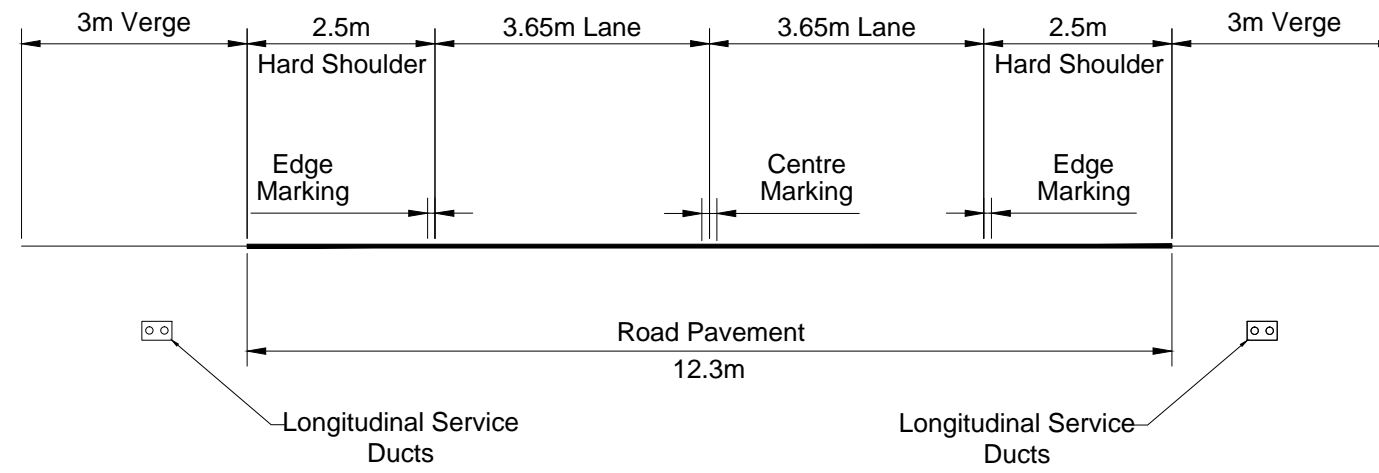 3m Verge
2.5m
Hard Shoulder
3.65m Lane
3.65m Lane
2.5m
Hard Shoulder
3m Verge
Edge
Marking
Centre
Marking
Edge
Marking
Road Pavement
12.3m
Longitudinal Service
Ducts
Longitudinal Service
Ducts